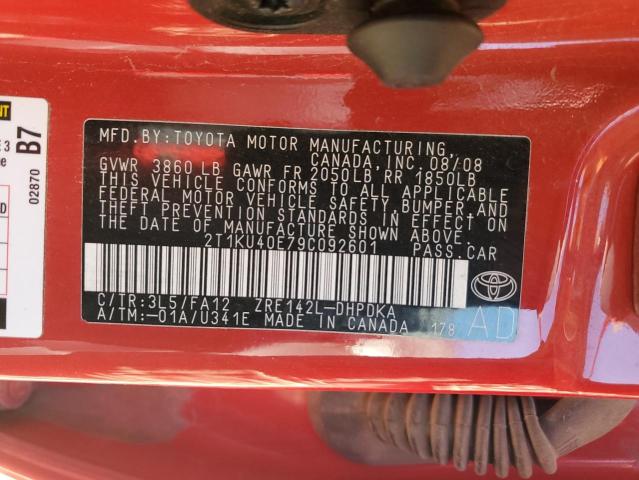 NT
E 3
B7
e
02870
D
MFD.BY:TOYOTA MOTOR MANUFACTURING,
CANADA, INC. 08/08
GVWR 3860 LB GAWR FR 2050LB RR 1850LB
THIS VEHICLE CONFORMS TO ALL APPLICABLE
FEDERAL MOTOR VEHICLE SAFETY, BUMPER, AND
THEFT PREVENTION STANDARDS IN EFFECT ON
THE DATE OF MANUFACTURE SHOWN ABOVE.
2T1KU40E79C092601 PASS.CAR
C/TR:3L5/FA12 ZRE142L-DHPDKA
A/TM:-01A/U341E MADE IN CANADA 178
AD
TOYOTA